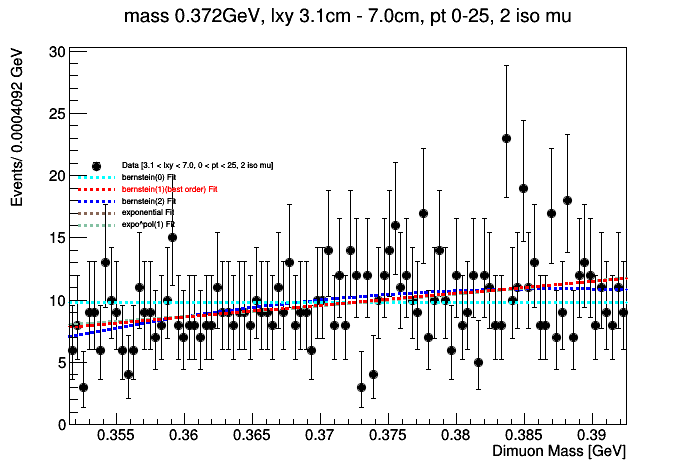 mass 0.372GeV, lxy 3.1cm - 7.0cm, pt 0-25, 2 iso mu
Events/ 0.0004092 GeV
30
25
20
15
10
5
0
Data [3.1 < lxy < 7.0, 0 < pt < 25, 2 iso mu]
bernstein(0) Fit
bernstein(1)(best order) Fit
bernstein(2) Fit
exponential Fit
expo*pol(1) Fit
0.355 0.36 0.365 0.37 0.375 0.38 0.385 0.39
Dimuon Mass [GeV]